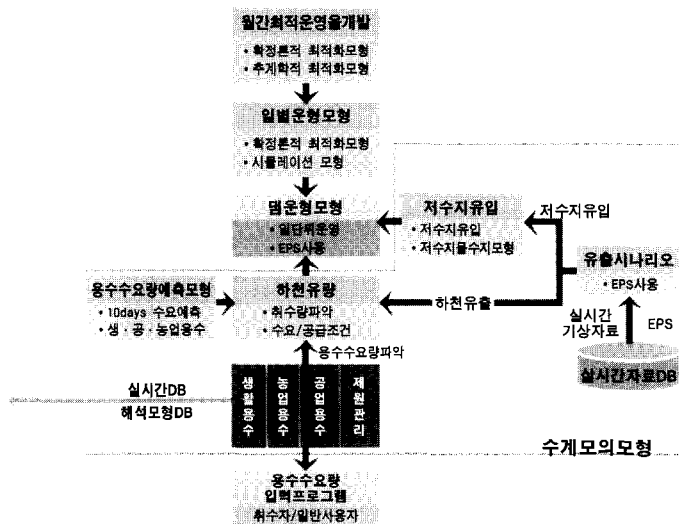 월간최적운영율개발
• 확정론적 최적화모형
• 추계학적 최적화모형
일별운형모형
• 확정론적 최적화모형
• 시뮬레이션 모형
댐운형모형
• 일단위운영
• EPS사용
저수지유입
• 저수지유입
• 저수지물수지모형
저수지유입
유출시나리오
• EPS사용
용수수요량예측모형
• 10days 수요예측
• 생 · 공 · 농업용수
하천유량
• 취수량파악
• 수요/공급조건
하천유출
실시간
기상자료
EPS
실시간자료DB
용수수요량파악
실시간DB
해석모형DB
생활용수
농업용수
공업용수
제원관리
수계모의모형
용수수요량
입력프로그램
취수자/일반사용자